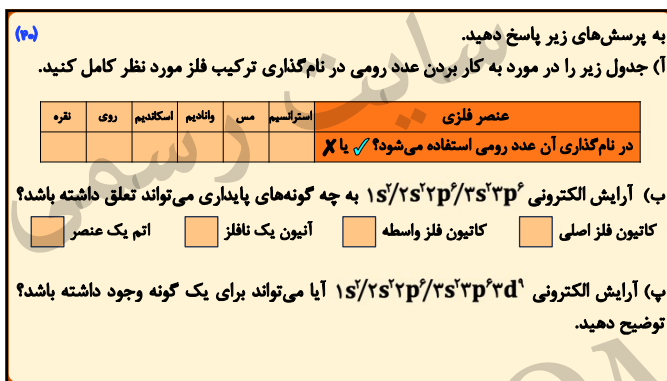 به پرسش‌های زیر پاسخ دهید.
(۲۰)
آ) جدول زیر را در مورد به کار بردن عدد رومی در نام‌گذاری ترکیب فلز مورد نظر کامل کنید.
عنصر فلزی استرانسیم مس وانادیم اسکاندیم روی نقره
در نام‌گذاری آن عدد رومی استفاده می‌شود؟ ✓ یا ✗
ب) آرایش الکترونی ۱s²/۲s²۲p⁶/۳s²۳p⁶ به چه گونه‌های پایداری می‌تواند تعلق داشته باشد؟
کاتیون فلز اصلی کاتیون فلز واسطه آنیون یک نافلز اتم یک عنصر
پ) آرایش الکترونی ۱s²/۲s²۲p⁶/۳s²۳p⁶۳d⁹ آیا می‌تواند برای یک گونه وجود داشته باشد؟
توضیح دهید.
سایت رسمی